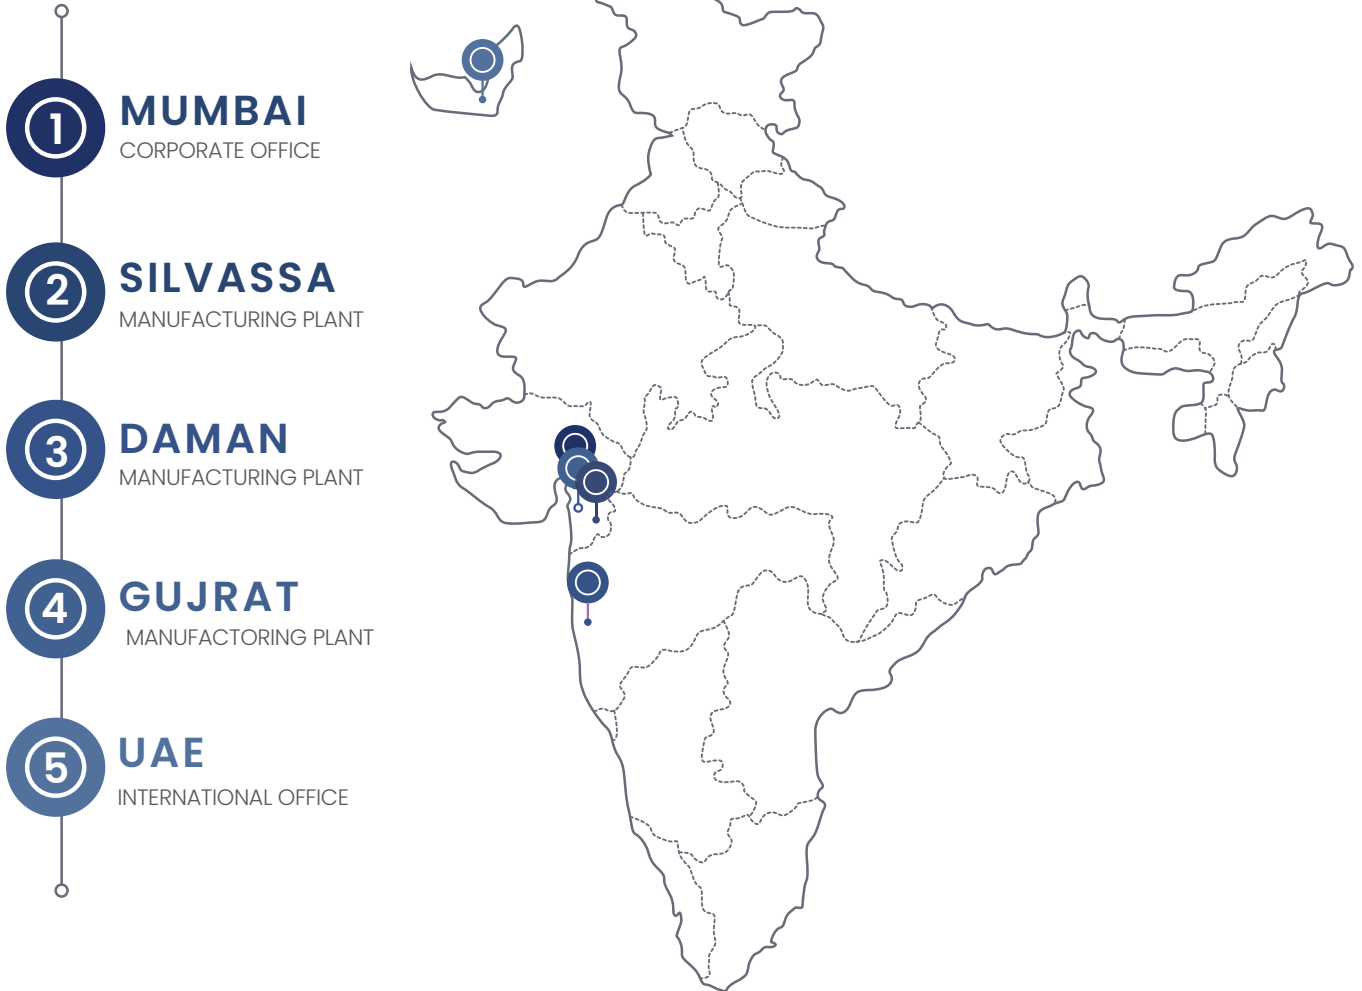 1
MUMBAI
CORPORATE OFFICE
2
SILVASSA
MANUFACTURING PLANT
3
DAMAN
MANUFACTURING PLANT
4
GUJRAT
MANUFACTORING PLANT
5
UAE
INTERNATIONAL OFFICE